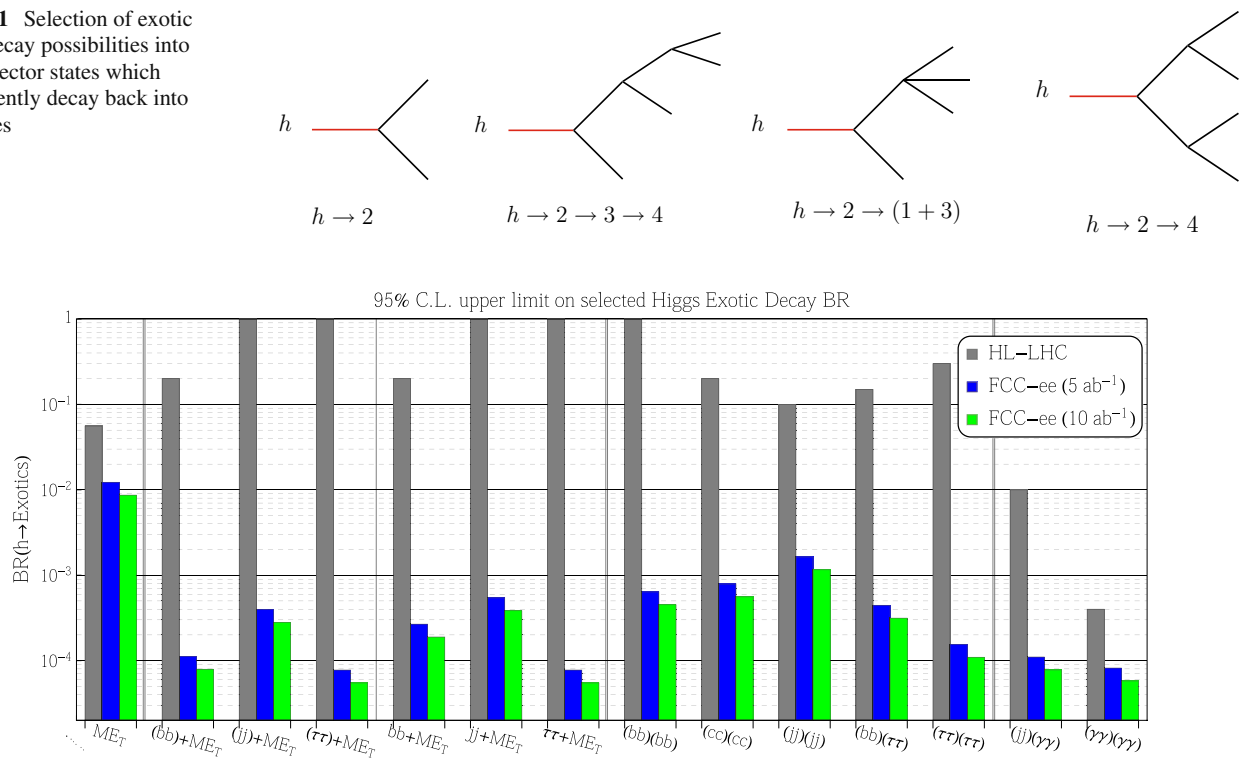 1 Selection of exotic
ecay possibilities into
ector states which
ently decay back into
es
h
h
h
h
h → 2
h → 2 → 3 → 4
h → 2 → (1 + 3)
h → 2 → 4
95% C.L. upper limit on selected Higgs Exotic Decay BR
BR(h→Exotics)
1
10⁻¹
10⁻²
10⁻³
10⁻⁴
HL−LHC
FCC−ee (5 ab⁻¹)
FCC−ee (10 ab⁻¹)
ME_T
(bb)+ME_T
(jj)+ME_T
(ττ)+ME_T
bb+ME_T
jj+ME_T
ττ+ME_T
(bb)(bb)
(cc)(cc)
(jj)(jj)
(bb)(ττ)
(ττ)(ττ)
(jj)(γγ)
(γγ)(γγ)